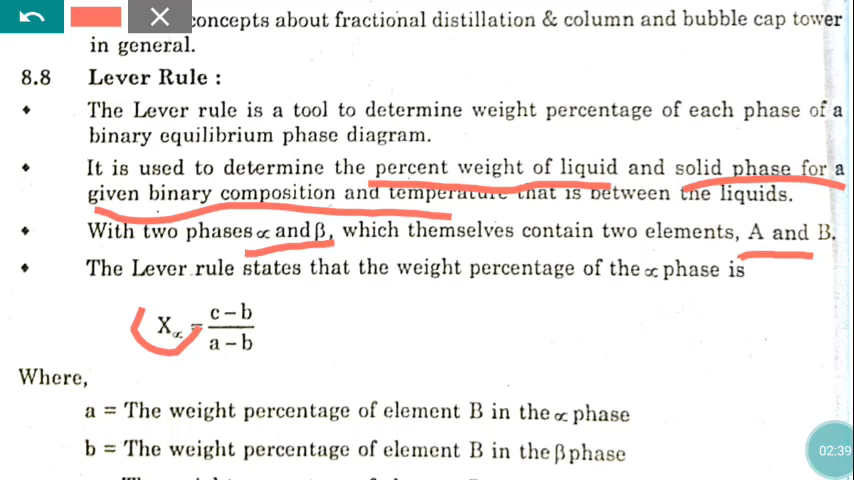 concepts about fractional distillation & column and bubble cap tower
in general.
8.8 Lever Rule :
♦ The Lever rule is a tool to determine weight percentage of each phase of a
binary equilibrium phase diagram.
♦ It is used to determine the percent weight of liquid and solid phase for a
given binary composition and temperature that is between the liquids.
♦ With two phases ∝ and β, which themselves contain two elements, A and B.
♦ The Lever rule states that the weight percentage of the ∝ phase is
X∝ = c – b / a – b
Where,
a = The weight percentage of element B in the ∝ phase
b = The weight percentage of element B in the β phase
02:39